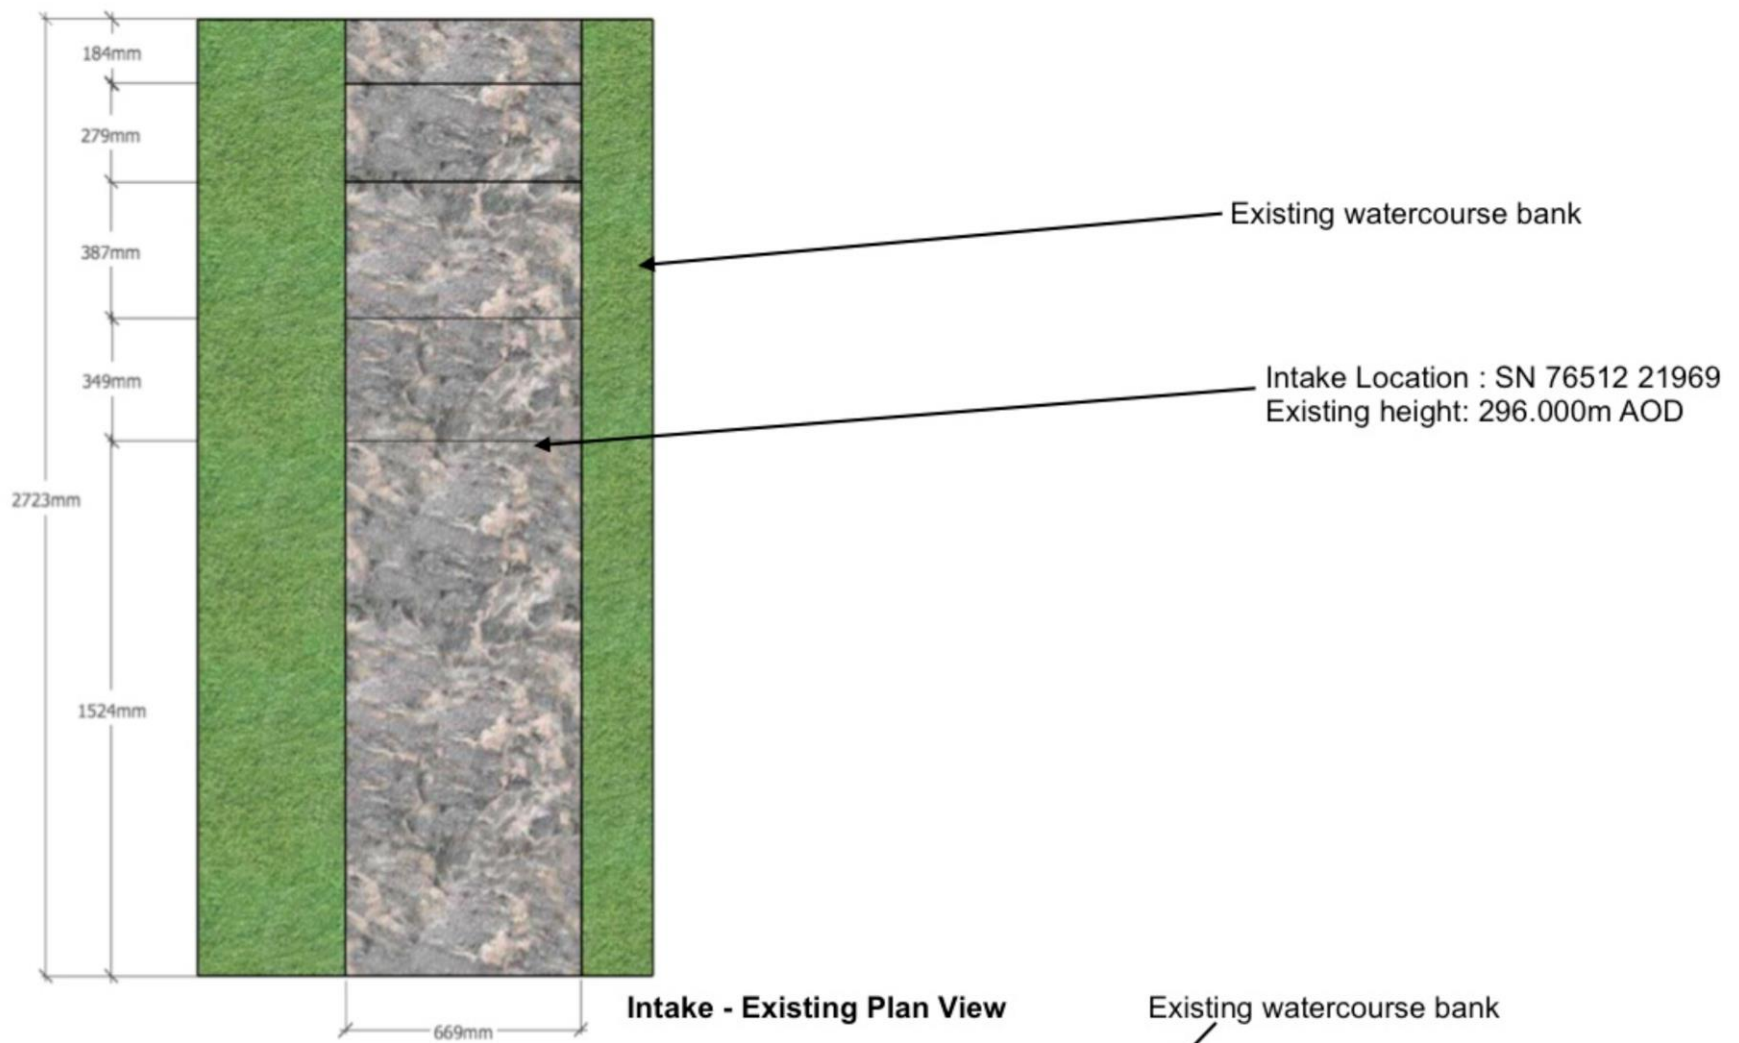 184mm
279mm
387mm
349mm
2723mm
1524mm
669mm
Existing watercourse bank
Intake Location : SN 76512 21969
Existing height: 296.000m AOD
Intake - Existing Plan View
Existing watercourse bank